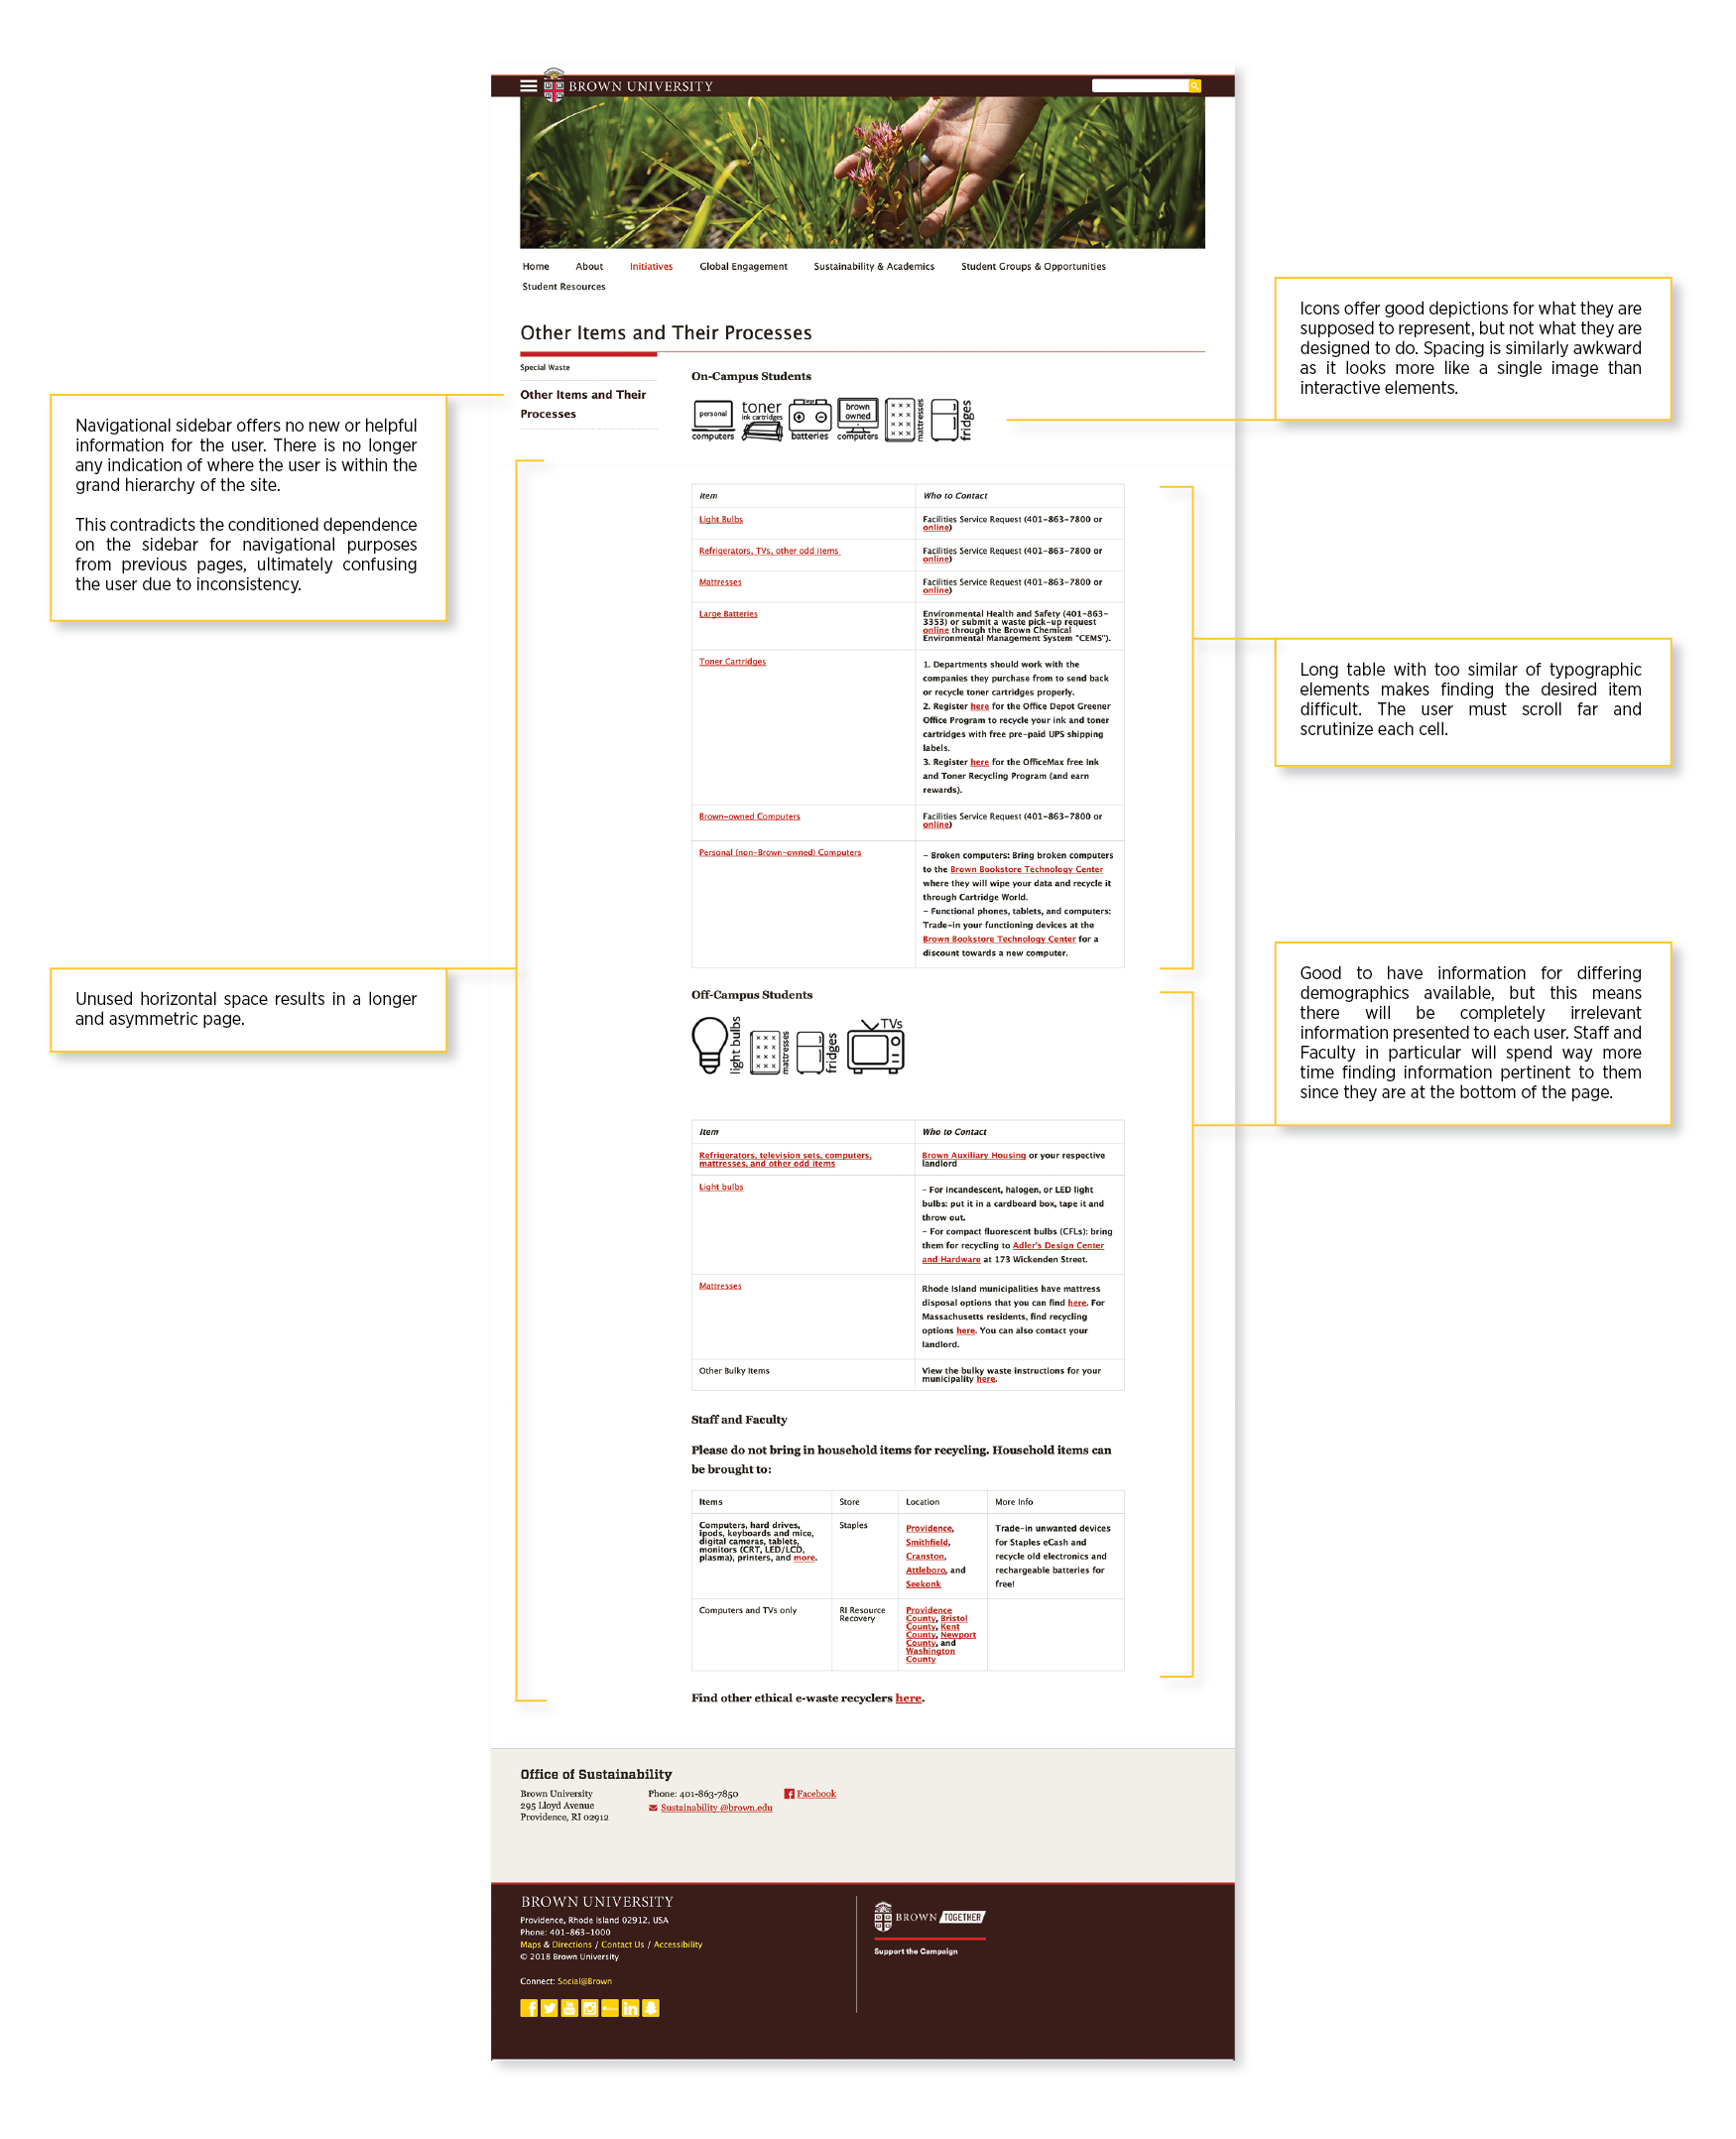 BROWN UNIVERSITY
Home About Initiatives Global Engagement Sustainability & Academics Student Groups & Opportunities
Student Resources
Other Items and Their Processes
Special Waste
Other Items and Their
Processes
Navigational sidebar offers no new or helpful
information for the user. There is no longer
any indication of where the user is within the
grand hierarchy of the site.
This contradicts the conditioned dependence
on the sidebar for navigational purposes
from previous pages, ultimately confusing
the user due to inconsistency.
Unused horizontal space results in a longer
and asymmetric page.
Icons offer good depictions for what they are
supposed to represent, but not what they are
designed to do. Spacing is similarly awkward
as it looks more like a single image than
interactive elements.
Long table with too similar of typographic
elements makes finding the desired item
difficult. The user must scroll far and
scrutinize each cell.
Good to have information for differing
demographics available, but this means
there will be completely irrelevant
information presented to each user. Staff and
Faculty in particular will spend way more
time finding information pertinent to them
since they are at the bottom of the page.
On-Campus Students
personal
computers
toner
ink cartridges
batteries
brown
owned
computers
mattresses
fridges
Item Who to Contact
Light Bulbs Facilities Service Request (401-863-7800 or
online)
Refrigerators, TVs, other odd items Facilities Service Request (401-863-7800 or
online)
Mattresses Facilities Service Request (401-863-7800 or
online)
Large Batteries Environmental Health and Safety (401-863-
3353) or submit a waste pick-up request
online through the Brown Chemical
Environmental Management System "CEMS").
Toner Cartridges 1. Departments should work with the
companies they purchase from to send back
or recycle toner cartridges properly.
2. Register here for the Office Depot Greener
Office Program to recycle your ink and toner
cartridges with free pre-paid UPS shipping
labels.
3. Register here for the OfficeMax free Ink
and Toner Recycling Program (and earn
rewards).
Brown-owned Computers Facilities Service Request (401-863-7800 or
online)
Personal (non-Brown-owned) Computers - Broken computers: Bring broken computers
to the Brown Bookstore Technology Center
where they will wipe your data and recycle it
through Cartridge World.
- Functional phones, tablets, and computers:
Trade-in your functioning devices at the
Brown Bookstore Technology Center for a
discount towards a new computer.
Off-Campus Students
light bulbs
mattresses
fridges
TVs
Item Who to Contact
Refrigerators, television sets, computers, Brown Auxiliary Housing or your respective
mattresses, and other odd items landlord
Light bulbs - For incandescent, halogen, or LED light
bulbs: put it in a cardboard box, tape it and
throw out.
- For compact fluorescent bulbs (CFLs): bring
them for recycling to Adler's Design Center
and Hardware at 173 Wickenden Street.
Mattresses Rhode Island municipalities have mattress
disposal options that you can find here. For
Massachusetts residents, find recycling
options here. You can also contact your
landlord.
Other Bulky Items View the bulky waste instructions for your
municipality here.
Staff and Faculty
Please do not bring in household items for recycling. Household items can
be brought to:
Items Store Location More Info
Computers, hard drives,
ipods, keyboards and mice,
digital cameras, tablets,
monitors (CRT, LED/LCD,
plasma), printers, and more.
Staples
Providence,
Smithfield,
Cranston,
Attleboro, and
Seekonk
Trade-in unwanted devices
for Staples eCash and
recycle old electronics and
rechargeable batteries for
free!
Computers and TVs only
RI Resource
Recovery
Providence
County, Bristol
County, Kent
County, Newport
County, and
Washington
County
Find other ethical e-waste recyclers here.
Office of Sustainability
Brown University
295 Lloyd Avenue
Providence, RI 02912
Phone: 401-863-7850
Sustainability @brown.edu
Facebook
BROWN UNIVERSITY
Providence, Rhode Island 02912, USA
Phone: 401-863-1000
Maps & Directions / Contact Us / Accessibility
© 2018 Brown University
Connect: Social@Brown
BROWN TOGETHER
Support the Campaign